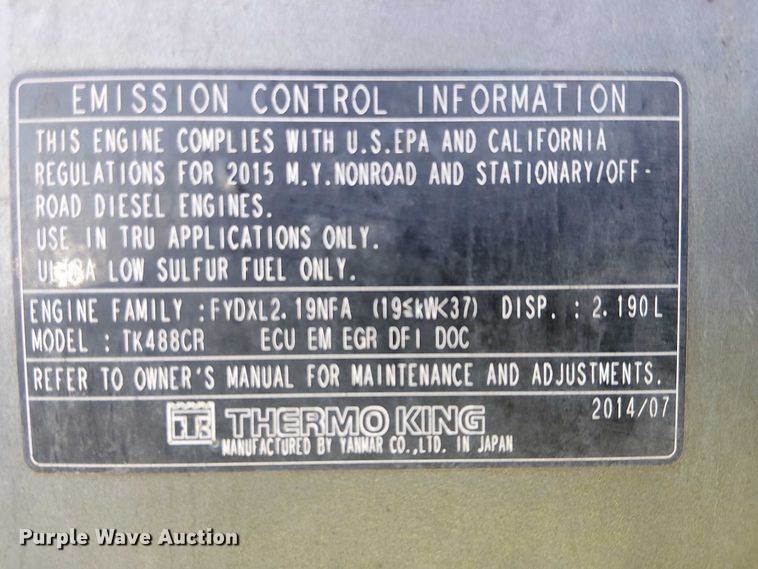 EMISSION CONTROL INFORMATION
THIS ENGINE COMPLIES WITH U.S.EPA AND CALIFORNIA
REGULATIONS FOR 2015 M.Y.NONROAD AND STATIONARY/OFF-
ROAD DIESEL ENGINES.
USE IN TRU APPLICATIONS ONLY.
ULTRA LOW SULFUR FUEL ONLY.
ENGINE FAMILY :FYDXL2.19NFA (19≤kW<37) DISP. : 2.190L
MODEL : TK488CR ECU EM EGR DFI DOC
REFER TO OWNER'S MANUAL FOR MAINTENANCE AND ADJUSTMENTS.
TK THERMO KING 2014/07
MANUFACTURED BY YANMAR CO.,LTD. IN JAPAN
Purple Wave Auction